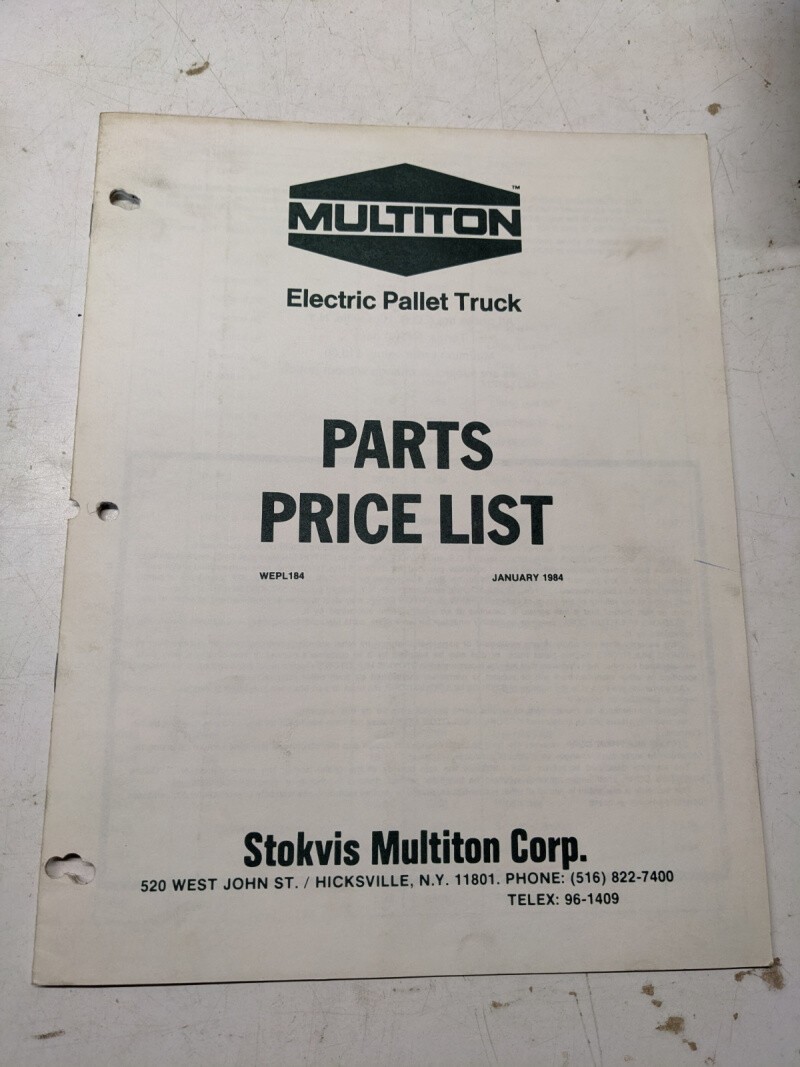 MULTITON™
Electric Pallet Truck
PARTS
PRICE LIST
WEPL184 JANUARY 1984
Stokvis Multiton Corp.
520 WEST JOHN ST. / HICKSVILLE, N.Y. 11801. PHONE: (516) 822-7400
TELEX: 96-1409